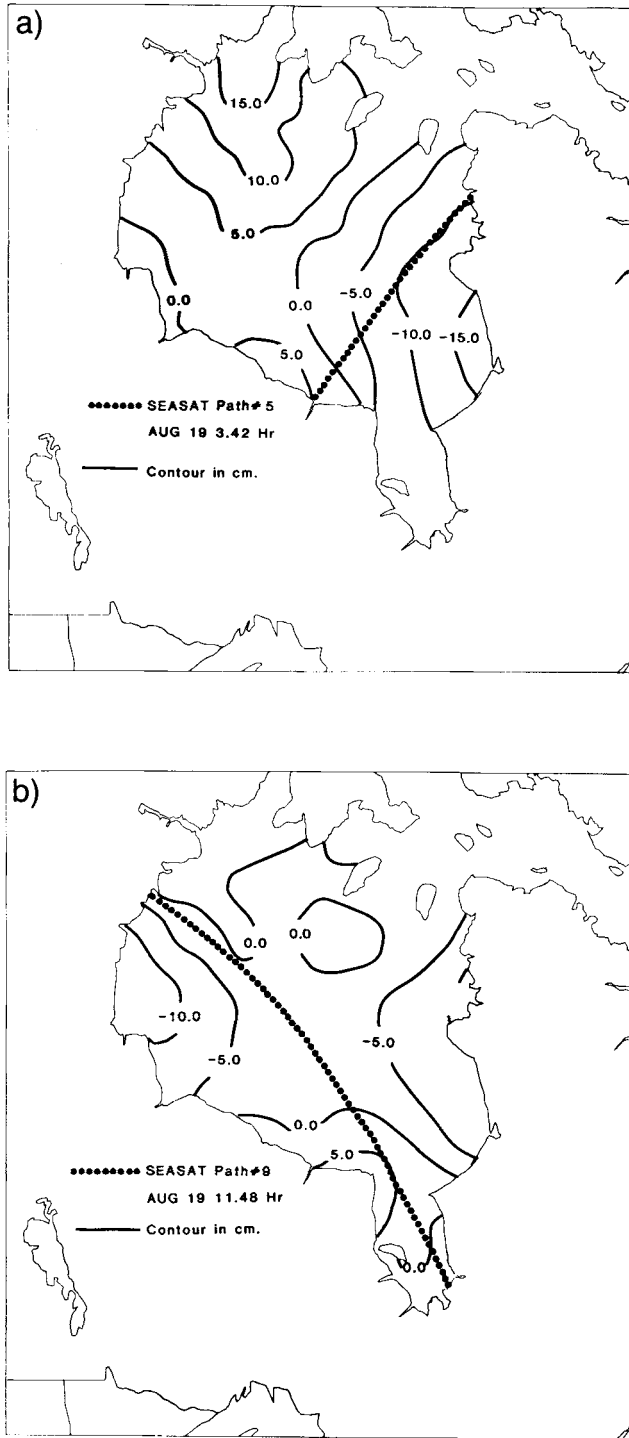 a)
15.0
10.0
5.0
0.0
0.0
-5.0
-10.0
-15.0
5.0
SEASAT Path# 5
AUG 19 3.42 Hr
Contour in cm.
b)
0.0
0.0
-10.0
-5.0
-5.0
0.0
5.0
SEASAT Path#9
AUG 19 11.48 Hr
Contour in cm.
0.0